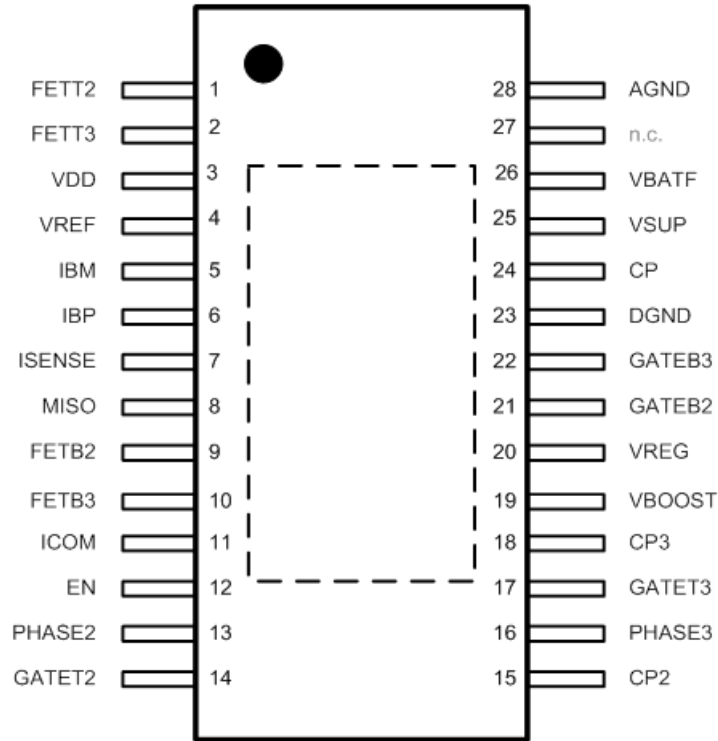 FETT2 1 28 AGND
FETT3 2 27 n.c.
VDD 3 26 VBATF
VREF 4 25 VSUP
IBM 5 24 CP
IBP 6 23 DGND
ISENSE 7 22 GATEB3
MISO 8 21 GATEB2
FETB2 9 20 VREG
FETB3 10 19 VBOOST
ICOM 11 18 CP3
EN 12 17 GATET3
PHASE2 13 16 PHASE3
GATET2 14 15 CP2